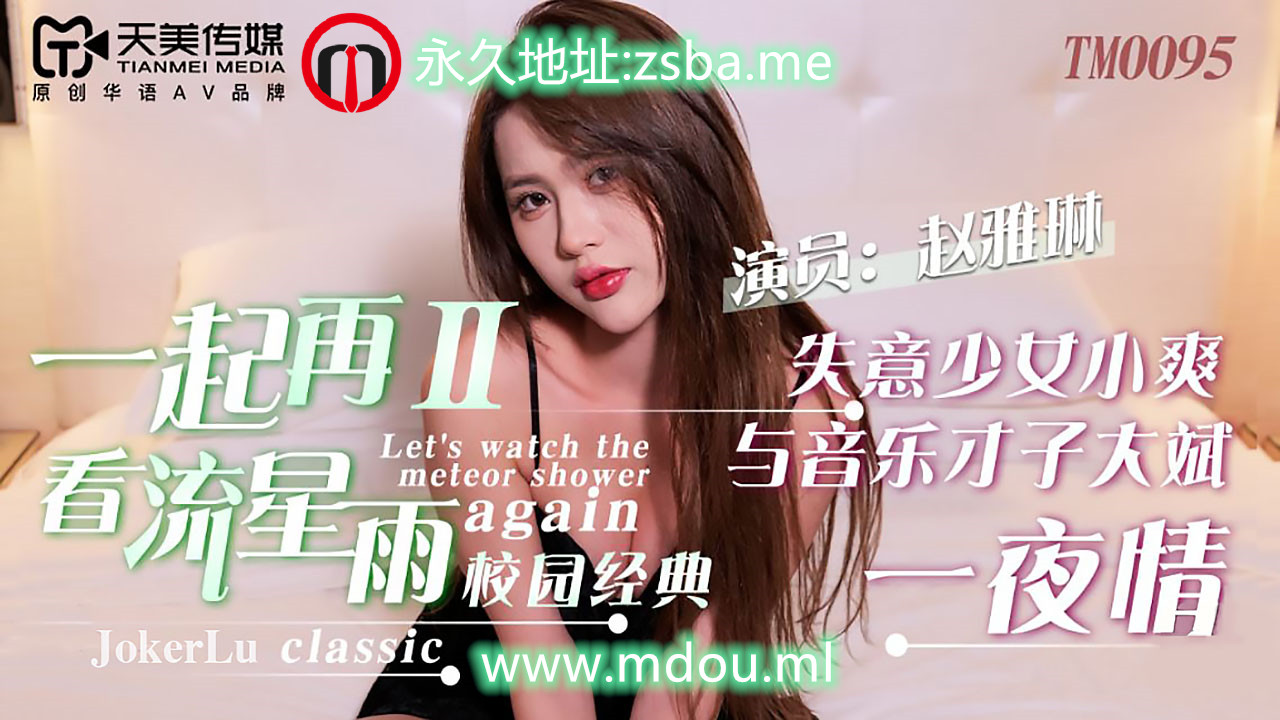 天美传媒
TIANMEI MEDIA
原创华语AV品牌
永久地址:zsba.me
TM0095
演员：赵雅琳
一起再Ⅱ
看流星雨
Let's watch the
meteor shower
again
校园经典
JokerLu classic
失意少女小爽
与音乐才子大斌
一夜情
www.mdou.ml